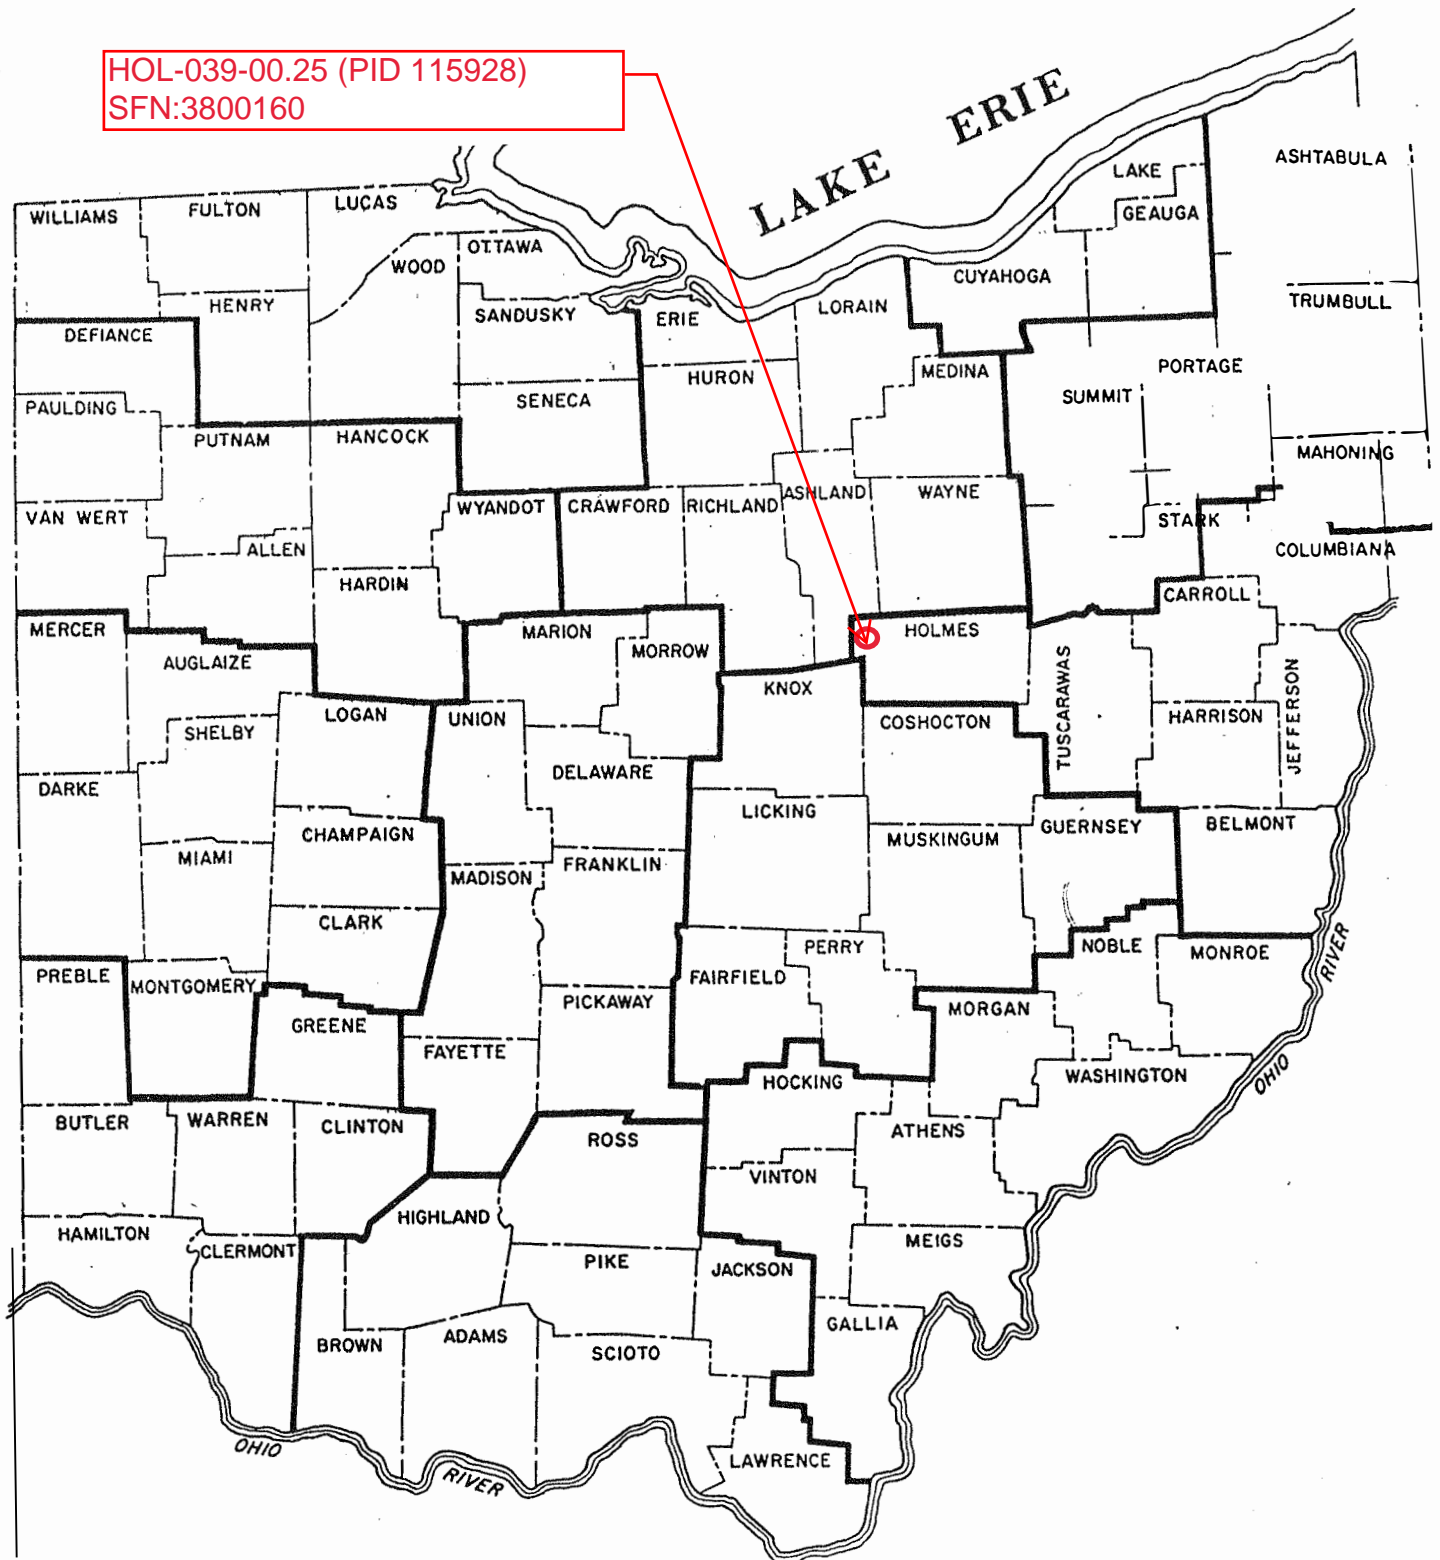 HOL-039-00.25 (PID 115928)
SFN:3800160
LAKE ERIE
ASHTABULA
LAKE
GEAUGA
WILLIAMS
FULTON
LUCAS
OTTAWA
WOOD
CUYAHOGA
HENRY
SANDUSKY
ERIE
LORAIN
TRUMBULL
DEFIANCE
HURON
MEDINA
PORTAGE
SUMMIT
PAULDING
SENECA
PUTNAM
HANCOCK
MAHONING
WYANDOT
CRAWFORD
RICHLAND
ASHLAND
WAYNE
VAN WERT
STARK
ALLEN
COLUMBIANA
HARDIN
CARROLL
MERCER
MARION
HOLMES
MORROW
AUGLAIZE
KNOX
TUSCARAWAS
JEFFERSON
LOGAN
UNION
COSHOCTON
HARRISON
SHELBY
DELAWARE
DARKE
LICKING
CHAMPAIGN
MUSKINGUM
GUERNSEY
BELMONT
MIAMI
MADISON
FRANKLIN
CLARK
PERRY
NOBLE
MONROE
PREBLE
MONTGOMERY
FAIRFIELD
PICKAWAY
MORGAN
GREENE
FAYETTE
HOCKING
WASHINGTON
OHIO
RIVER
BUTLER
WARREN
CLINTON
ROSS
ATHENS
VINTON
HIGHLAND
HAMILTON
CLERMONT
MEIGS
PIKE
JACKSON
GALLIA
BROWN
ADAMS
SCIOTO
OHIO
RIVER
LAWRENCE